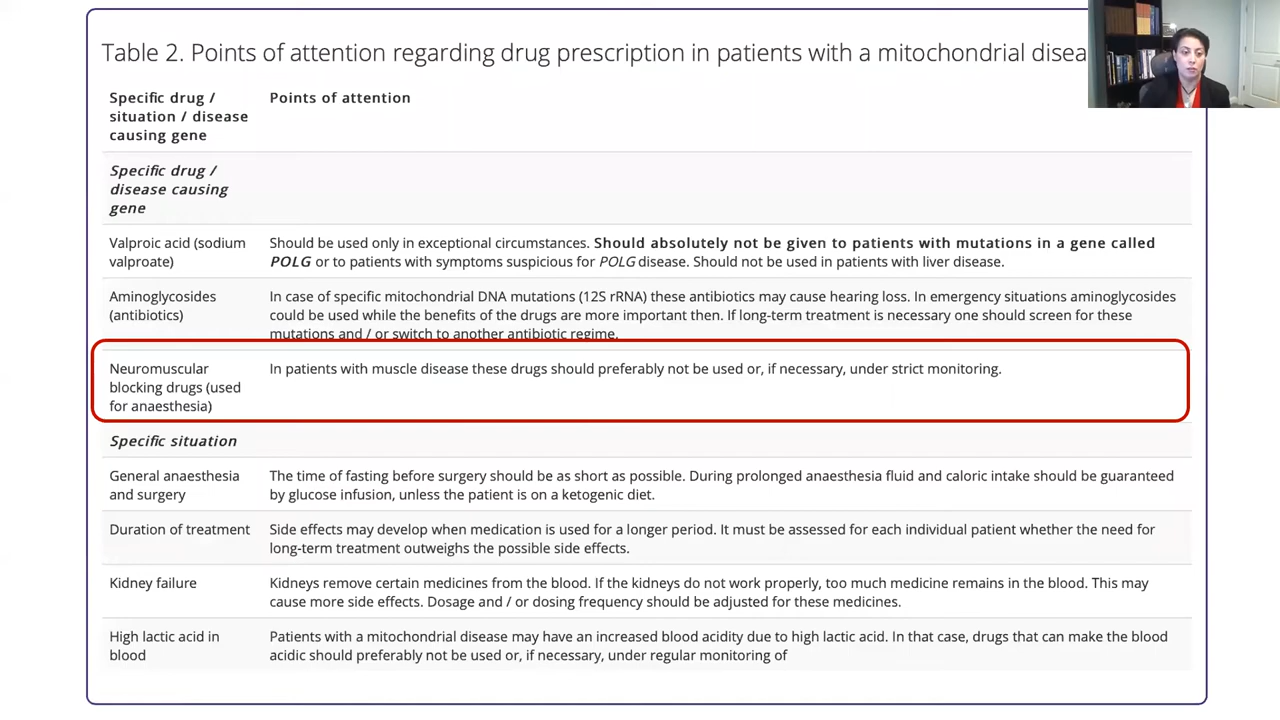 Table 2. Points of attention regarding drug prescription in patients with a mitochondrial
Specific drug /
situation / disease
causing gene
Points of attention
Specific drug /
disease causing
gene
Valproic acid (sodium
valproate)
Should be used only in exceptional circumstances. Should absolutely not be given to patients with mutations in a gene called
POLG or to patients with symptoms suspicious for POLG disease. Should not be used in patients with liver disease.
Aminoglycosides
(antibiotics)
In case of specific mitochondrial DNA mutations (12S rRNA) these antibiotics may cause hearing loss. In emergency situations aminoglycosides
could be used while the benefits of the drugs are more important then. If long-term treatment is necessary one should screen for these
mutations and / or switch to another antibiotic regime.
Neuromuscular
blocking drugs (used
for anaesthesia)
In patients with muscle disease these drugs should preferably not be used or, if necessary, under strict monitoring.
Specific situation
General anaesthesia
and surgery
The time of fasting before surgery should be as short as possible. During prolonged anaesthesia fluid and caloric intake should be guaranteed
by glucose infusion, unless the patient is on a ketogenic diet.
Duration of treatment
Side effects may develop when medication is used for a longer period. It must be assessed for each individual patient whether the need for
long-term treatment outweighs the possible side effects.
Kidney failure
Kidneys remove certain medicines from the blood. If the kidneys do not work properly, too much medicine remains in the blood. This may
cause more side effects. Dosage and / or dosing frequency should be adjusted for these medicines.
High lactic acid in
blood
Patients with a mitochondrial disease may have an increased blood acidity due to high lactic acid. In that case, drugs that can make the blood
acidic should preferably not be used or, if necessary, under regular monitoring of